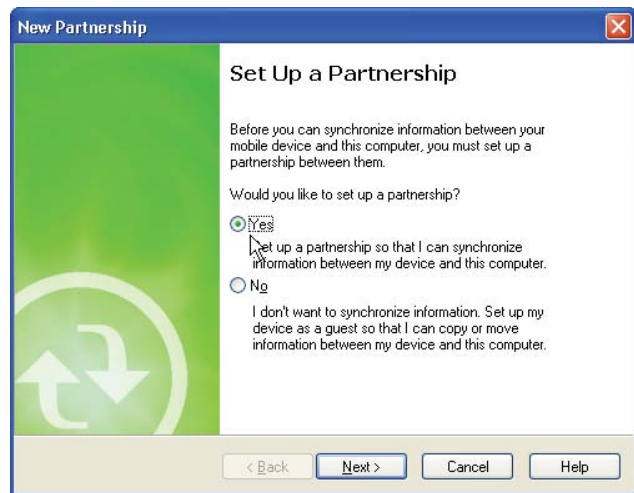 New Partnership
Set Up a Partnership
Before you can synchronize information between your
mobile device and this computer, you must set up a
partnership between them.
Would you like to set up a partnership?
Yes
Set up a partnership so that I can synchronize
information between my device and this computer.
No
I don't want to synchronize information. Set up my
device as a guest so that I can copy or move
information between my device and this computer.
< Back
Next >
Cancel
Help